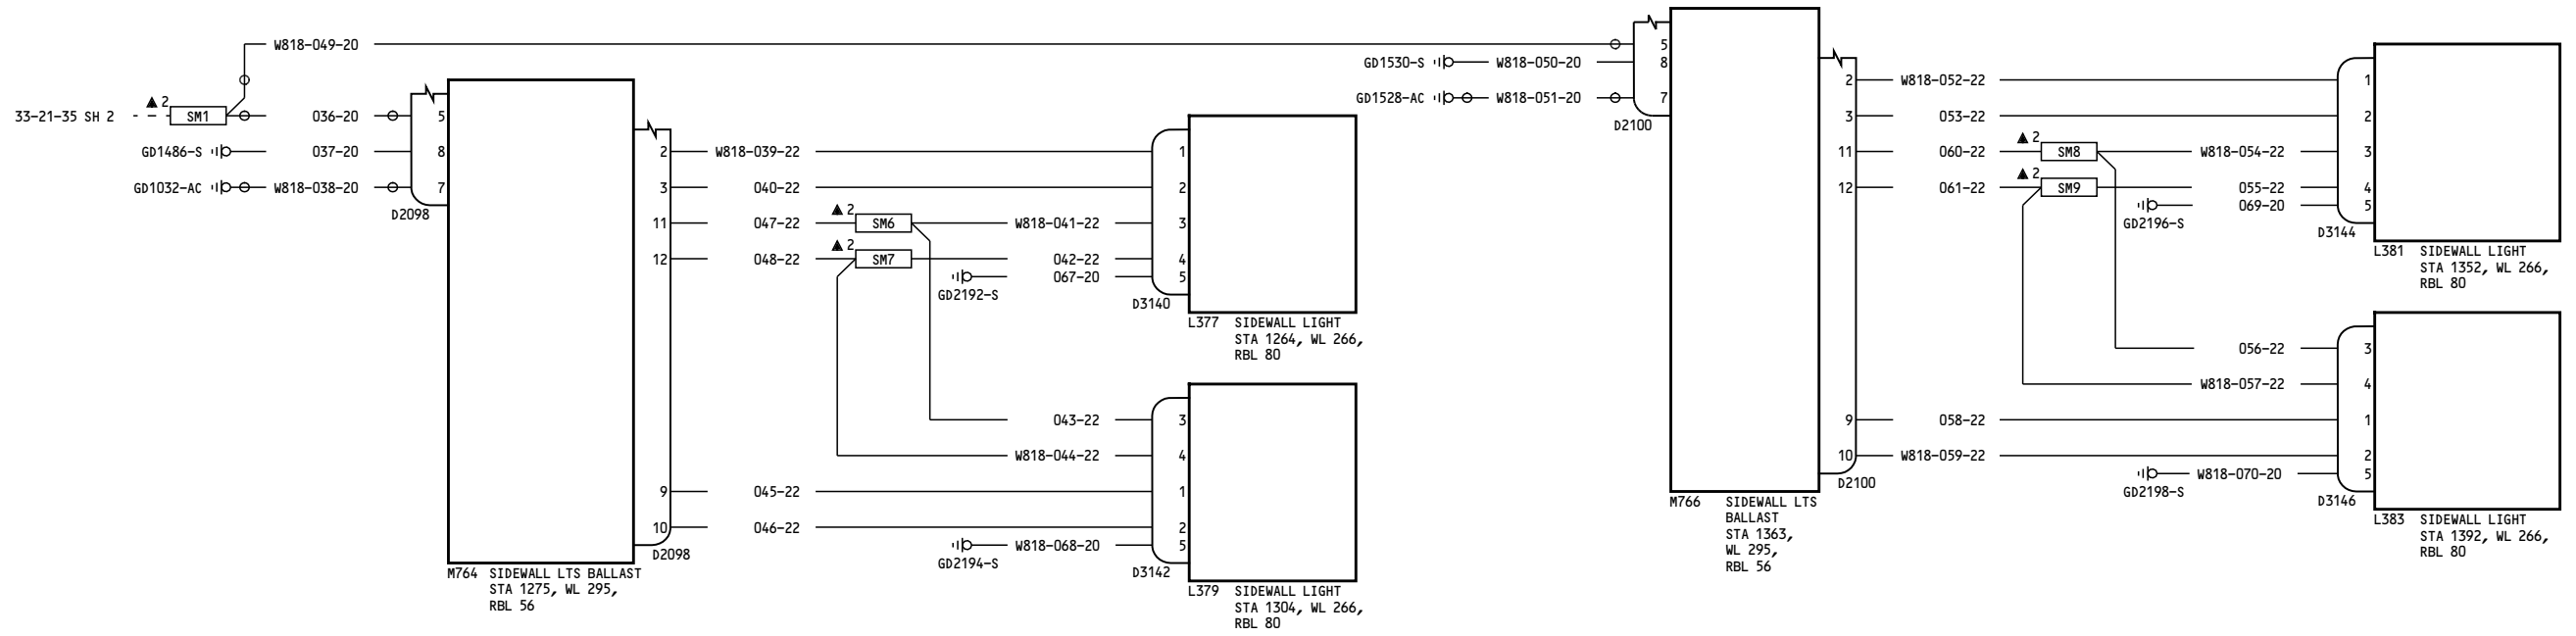 W818-049-20
33-21-35 SH 2
2
SM1
036-20
5
GD1486-S
037-20
8
GD1032-AC
W818-038-20
7
D2098
2
W818-039-22
1
3
040-22
2
11
047-22
2
SM6
W818-041-22
3
12
048-22
2
SM7
042-22
4
GD2192-S
067-20
5
D3140
L377 SIDEWALL LIGHT
STA 1264, WL 266,
RBL 80
043-22
3
W818-044-22
4
9
045-22
1
10
046-22
2
GD2194-S
W818-068-20
5
D2098
D3142
M764 SIDEWALL LTS BALLAST
STA 1275, WL 295,
RBL 56
L379 SIDEWALL LIGHT
STA 1304, WL 266,
RBL 80
5
GD1530-S
W818-050-20
8
GD1528-AC
W818-051-20
7
D2100
2
W818-052-22
1
3
053-22
2
11
060-22
2
SM8
W818-054-22
3
12
061-22
2
SM9
055-22
4
GD2196-S
069-20
5
D3144
L381 SIDEWALL LIGHT
STA 1352, WL 266,
RBL 80
056-22
3
W818-057-22
4
9
058-22
1
10
W818-059-22
2
GD2198-S
W818-070-20
5
D2100
D3146
M766 SIDEWALL LTS
BALLAST
STA 1363,
WL 295,
RBL 56
L383 SIDEWALL LIGHT
STA 1392, WL 266,
RBL 80